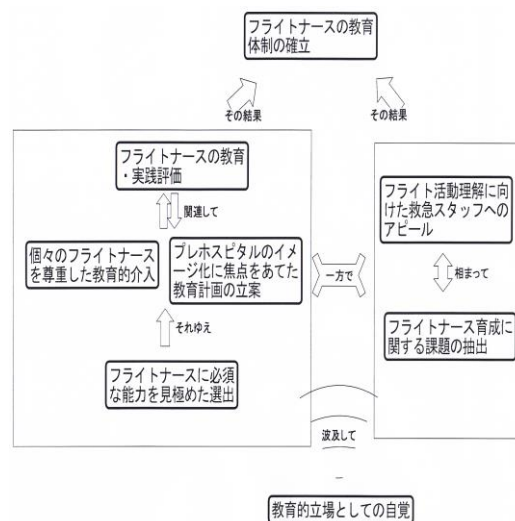 フライトナースの教育
体制の確立
その結果
その結果
フライトナースの教育
・実践評価
関連して
個々のフライトナース
を尊重した教育的介入
プレホスピタルのイメ
ージ化に焦点をあてた
教育計画の立案
それゆえ
フライトナースに必須
な能力を見極めた選出
一方で
フライト活動理解に向
けた救急スタッフへの
アピール
相まって
フライトナース育成に
関する課題の抽出
波及して
教育的立場としての自覚